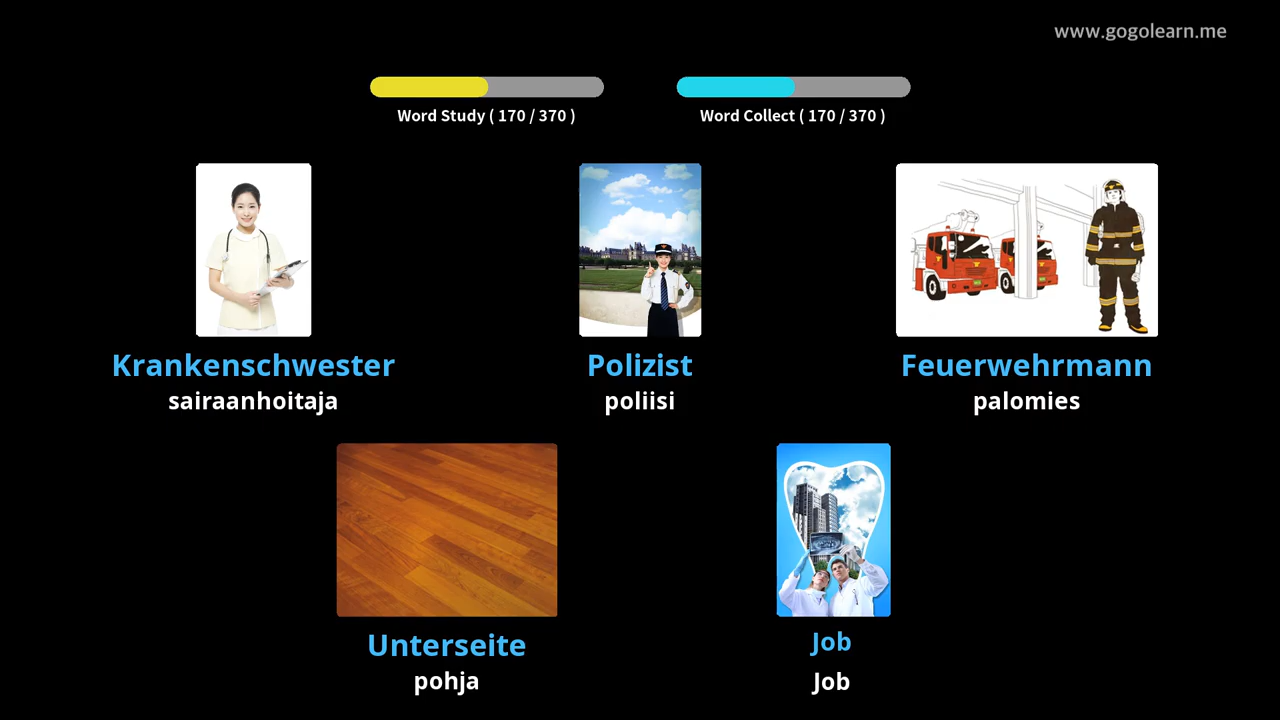 www.gogolearn.me
Word Study ( 170 / 370 )
Word Collect ( 170 / 370 )
Krankenschwester
sairaanhoitaja
Polizist
poliisi
Feuerwehrmann
palomies
Unterseite
pohja
Job
Job